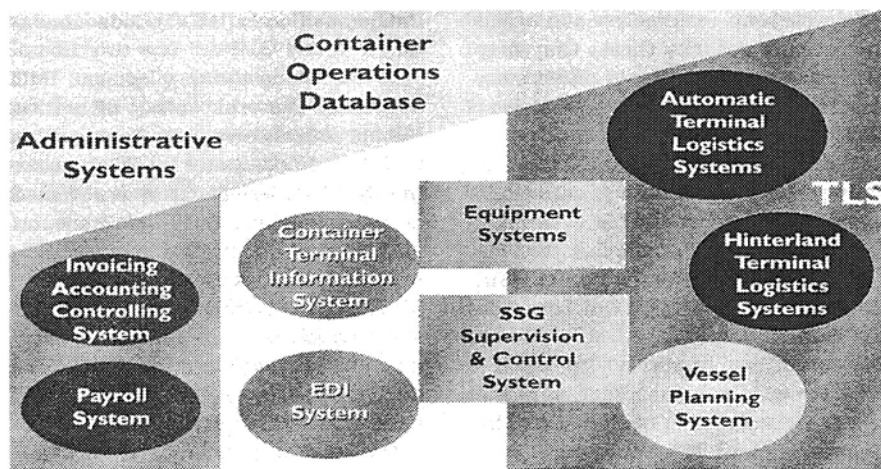 Container
Operations
Database
Administrative
Systems
Automatic
Terminal
Logistics
Systems
TLS
Equipment
Systems
Container
Terminal
Information
System
Hinterland
Terminal
Logistics
Systems
Invoicing
Accounting
Controlling
System
SSG
Supervision
& Control
System
Payroll
System
EDI
System
Vessel
Planning
System